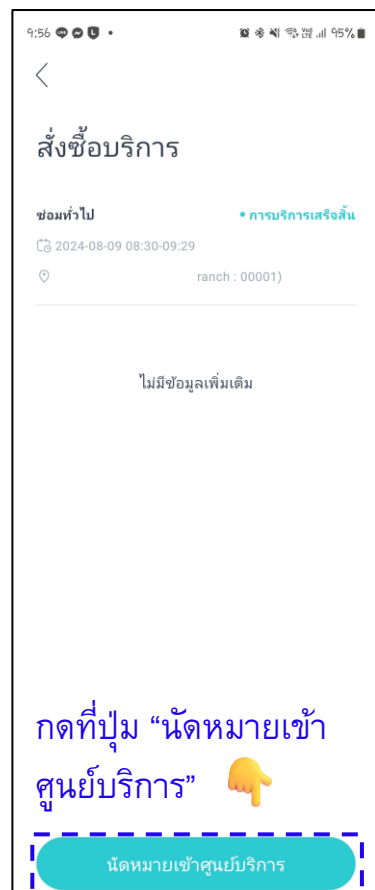 9:56 95%
สั่งซื้อบริการ
ซ่อมทั่วไป • การบริการเสร็จสิ้น
2024-08-09 08:30-09:29
ranch : 00001)
ไม่มีข้อมูลเพิ่มเติม
กดที่ปุ่ม “นัดหมายเข้า
ศูนย์บริการ”
นัดหมายเข้าศูนย์บริการ